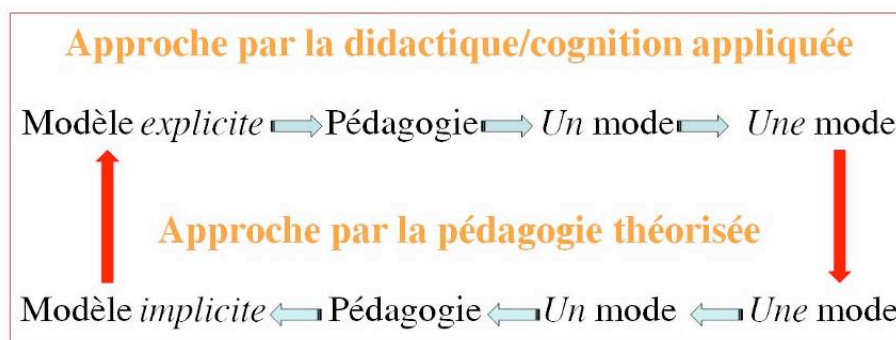 Approche par la didactique/cognition appliquée
Modèle explicite Pédagogie Un mode Une mode
Approche par la pédagogie théorisée
Modèle implicite Pédagogie Un mode Une mode